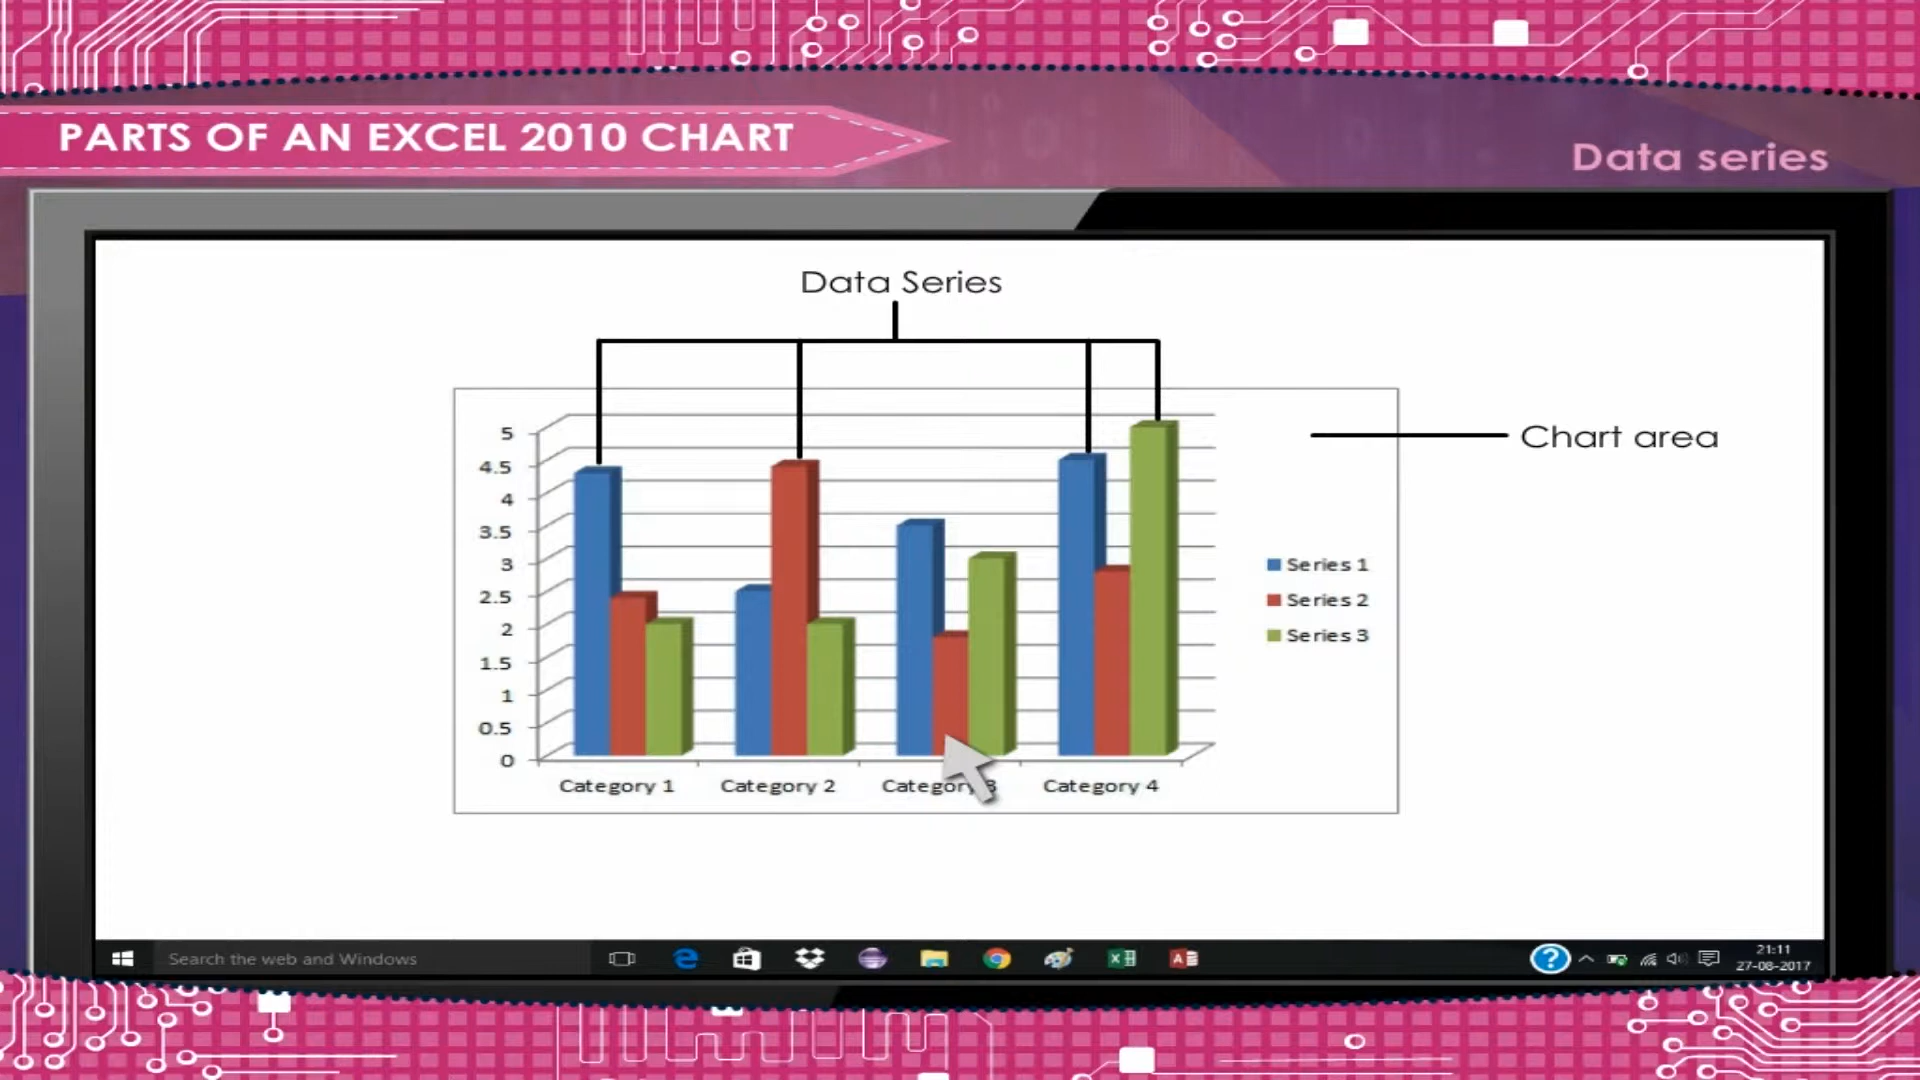 PARTS OF AN EXCEL 2010 CHART
Data series
Data Series
Chart area
5
4.5
4
3.5
3
2.5
2
1.5
1
0.5
0
Series 1
Series 2
Series 3
Category 1 Category 2 Category 3 Category 4
Search the web and Windows
21:11
27-08-2017